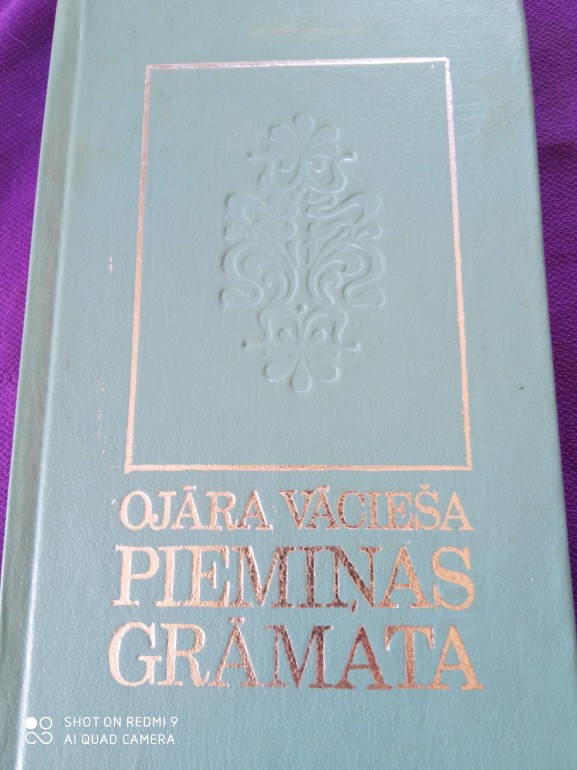 OJĀRA VĀCIEŠA
PIEMIŅAS
GRĀMATA
SHOT ON REDMI 9
AI QUAD CAMERA